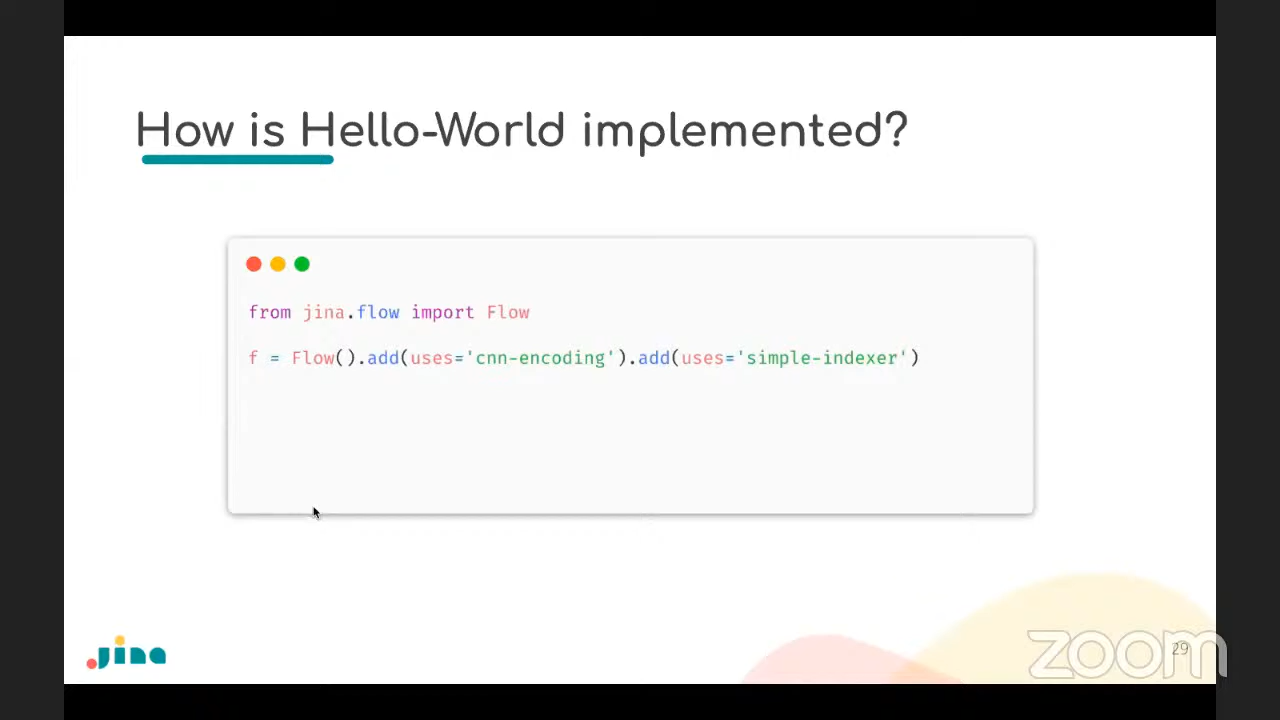 How is Hello-World implemented?
from jina.flow import Flow
f = Flow().add(uses='cnn-encoding').add(uses='simple-indexer')
jina
zoom
29